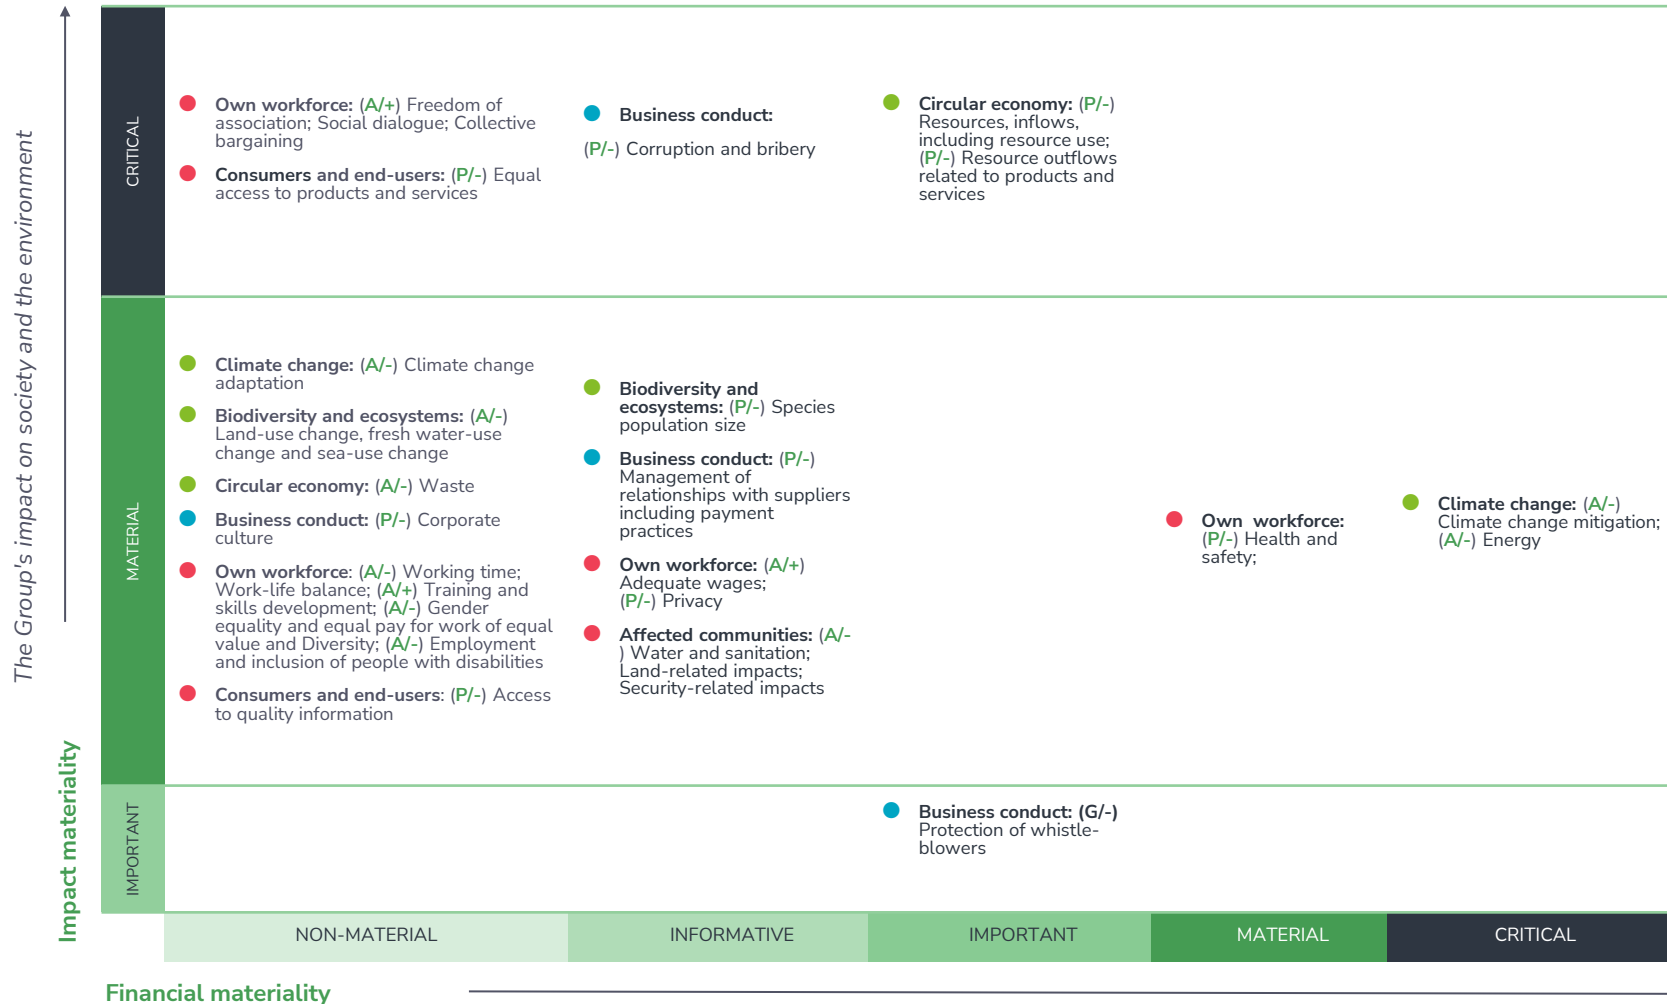 The Group's impact on society and the environment
Impact materiality
CRITICAL
Own workforce: (A/+) Freedom of
association; Social dialogue; Collective
bargaining
Consumers and end-users: (P/-) Equal
access to products and services
Business conduct:
(P/-) Corruption and bribery
Circular economy: (P/-)
Resources, inflows,
including resource use;
(P/-) Resource outflows
related to products and
services
MATERIAL
Climate change: (A/-) Climate change
adaptation
Biodiversity and ecosystems: (A/-)
Land-use change, fresh water-use
change and sea-use change
Circular economy: (A/-) Waste
Business conduct: (P/-) Corporate
culture
Own workforce: (A/-) Working time;
Work-life balance; (A/+) Training and
skills development; (A/-) Gender
equality and equal pay for work of equal
value and Diversity; (A/-) Employment
and inclusion of people with disabilities
Consumers and end-users: (P/-) Access
to quality information
Biodiversity and
ecosystems: (P/-) Species
population size
Business conduct: (P/-)
Management of
relationships with suppliers
including payment
practices
Own workforce: (A/+)
Adequate wages;
(P/-) Privacy
Affected communities: (A/-
) Water and sanitation;
Land-related impacts;
Security-related impacts
Own  workforce:
(P/-) Health and
safety;
Climate change: (A/-)
Climate change mitigation;
(A/-) Energy
IMPORTANT
Business conduct: (G/-)
Protection of whistle-
blowers
NON-MATERIAL
INFORMATIVE
IMPORTANT
MATERIAL
CRITICAL
Financial materiality